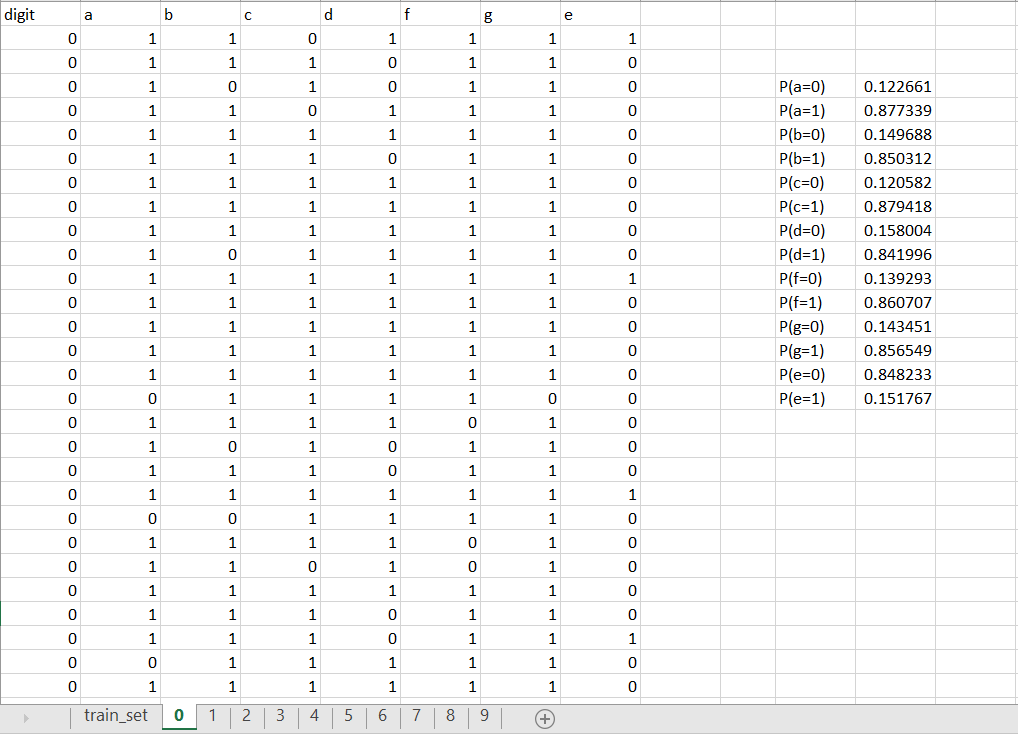 digit a b c d f g e
0 1 1 0 1 1 1 1
0 1 1 1 0 1 1 0
0 1 0 1 0 1 1 0 P(a=0) 0.122661
0 1 1 0 1 1 1 0 P(a=1) 0.877339
0 1 1 1 1 1 1 0 P(b=0) 0.149688
0 1 1 1 0 1 1 0 P(b=1) 0.850312
0 1 1 1 1 1 1 0 P(c=0) 0.120582
0 1 1 1 1 1 1 0 P(c=1) 0.879418
0 1 1 1 1 1 1 0 P(d=0) 0.158004
0 1 0 1 1 1 1 0 P(d=1) 0.841996
0 1 1 1 1 1 1 1 P(f=0) 0.139293
0 1 1 1 1 1 1 0 P(f=1) 0.860707
0 1 1 1 1 1 1 0 P(g=0) 0.143451
0 1 1 1 1 1 1 0 P(g=1) 0.856549
0 1 1 1 1 1 1 0 P(e=0) 0.848233
0 0 1 1 1 1 0 0 P(e=1) 0.151767
0 1 1 1 1 0 1 0
0 1 0 1 0 1 1 0
0 1 1 1 0 1 1 0
0 1 1 1 1 1 1 1
0 0 0 1 1 1 1 0
0 1 1 1 1 0 1 0
0 1 1 0 1 0 1 0
0 1 1 1 1 1 1 0
0 1 1 1 0 1 1 0
0 1 1 1 0 1 1 1
0 0 1 1 1 1 1 0
0 1 1 1 1 1 1 0
train_set 0 1 2 3 4 5 6 7 8 9